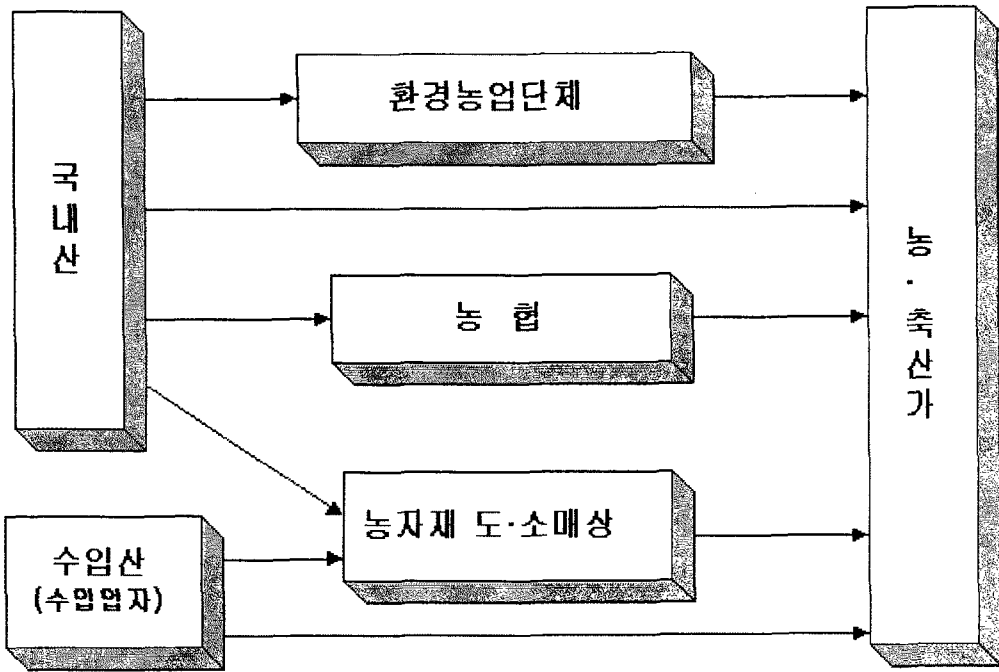 국내산
환경농업단체
농 협
농자재 도·소매상
수입산
(수입업자)
농·축산가